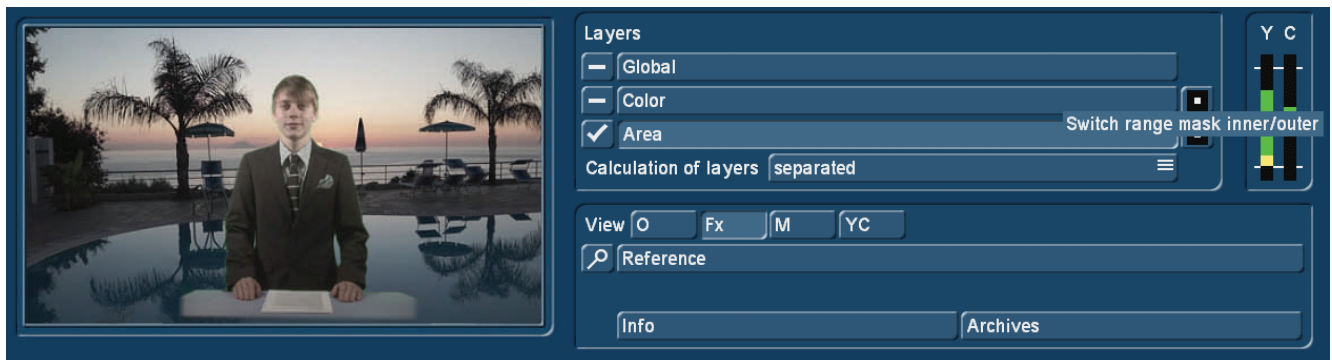 Layers
Y C
Global
Color
Switch range mask inner/outer
Area
Calculation of layers separated
View O Fx M YC
Reference
Info Archives